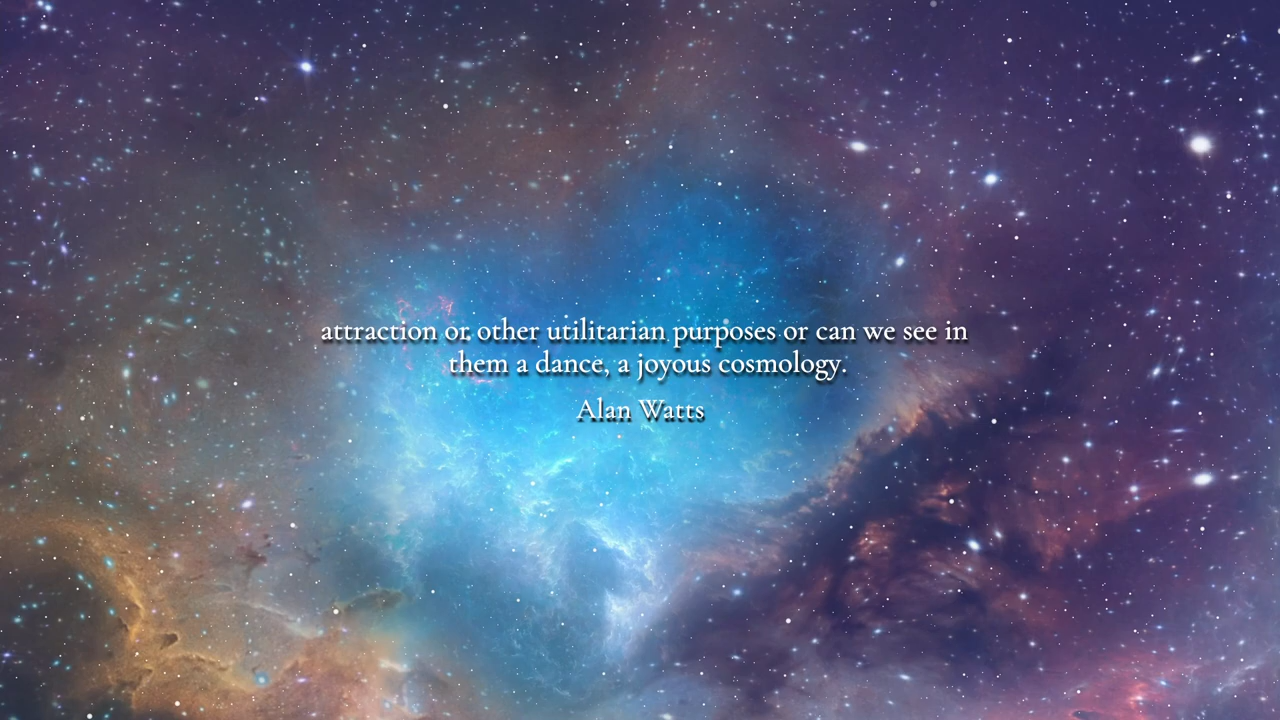 attraction or other utilitarian purposes or can we see in
them a dance, a joyous cosmology.
Alan Watts